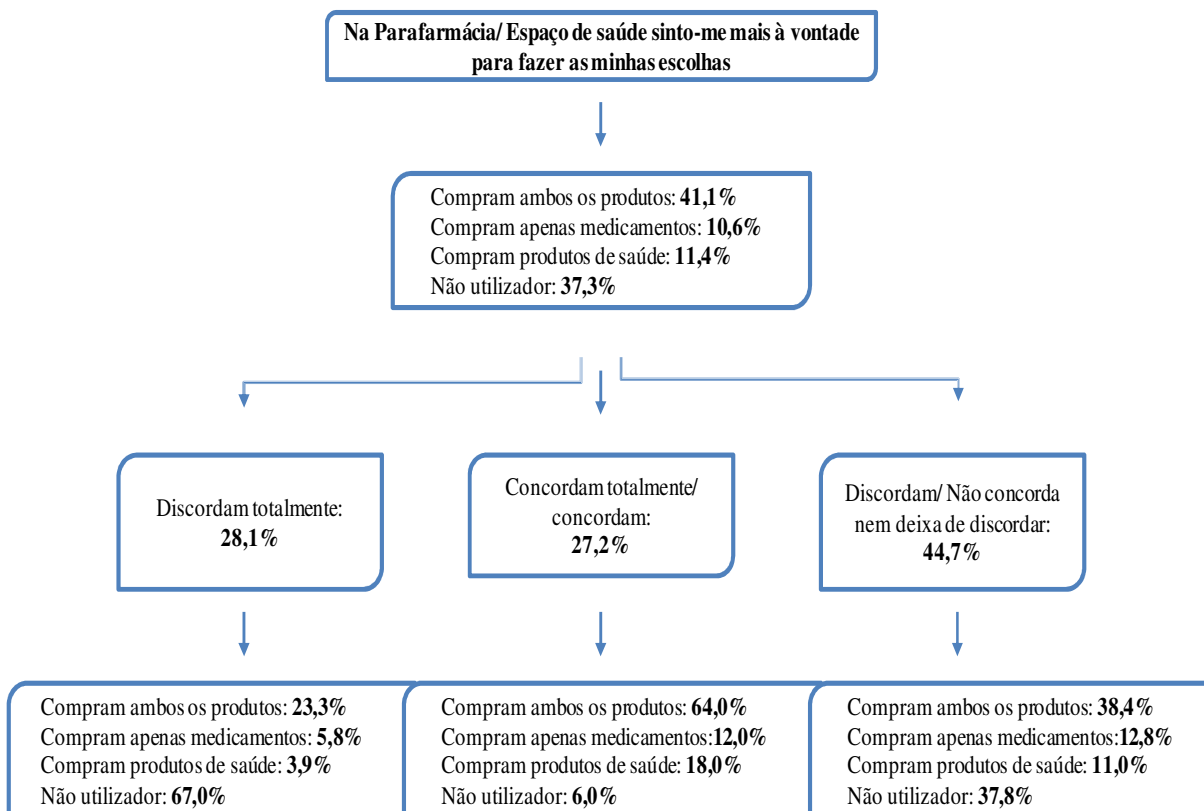 Na Parafarmácia/ Espaço de saúde sinto-me mais à vontade
para fazer as minhas escolhas
Compram ambos os produtos: 41,1%
Compram apenas medicamentos: 10,6%
Compram produtos de saúde: 11,4%
Não utilizador: 37,3%
Discordam totalmente:
28,1%
Concordam totalmente/
concordam:
27,2%
Discordam/ Não concorda
nem deixa de discordar:
44,7%
Compram ambos os produtos: 23,3%
Compram apenas medicamentos: 5,8%
Compram produtos de saúde: 3,9%
Não utilizador: 67,0%
Compram ambos os produtos: 64,0%
Compram apenas medicamentos:12,0%
Compram produtos de saúde: 18,0%
Não utilizador: 6,0%
Compram ambos os produtos: 38,4%
Compram apenas medicamentos:12,8%
Compram produtos de saúde: 11,0%
Não utilizador: 37,8%